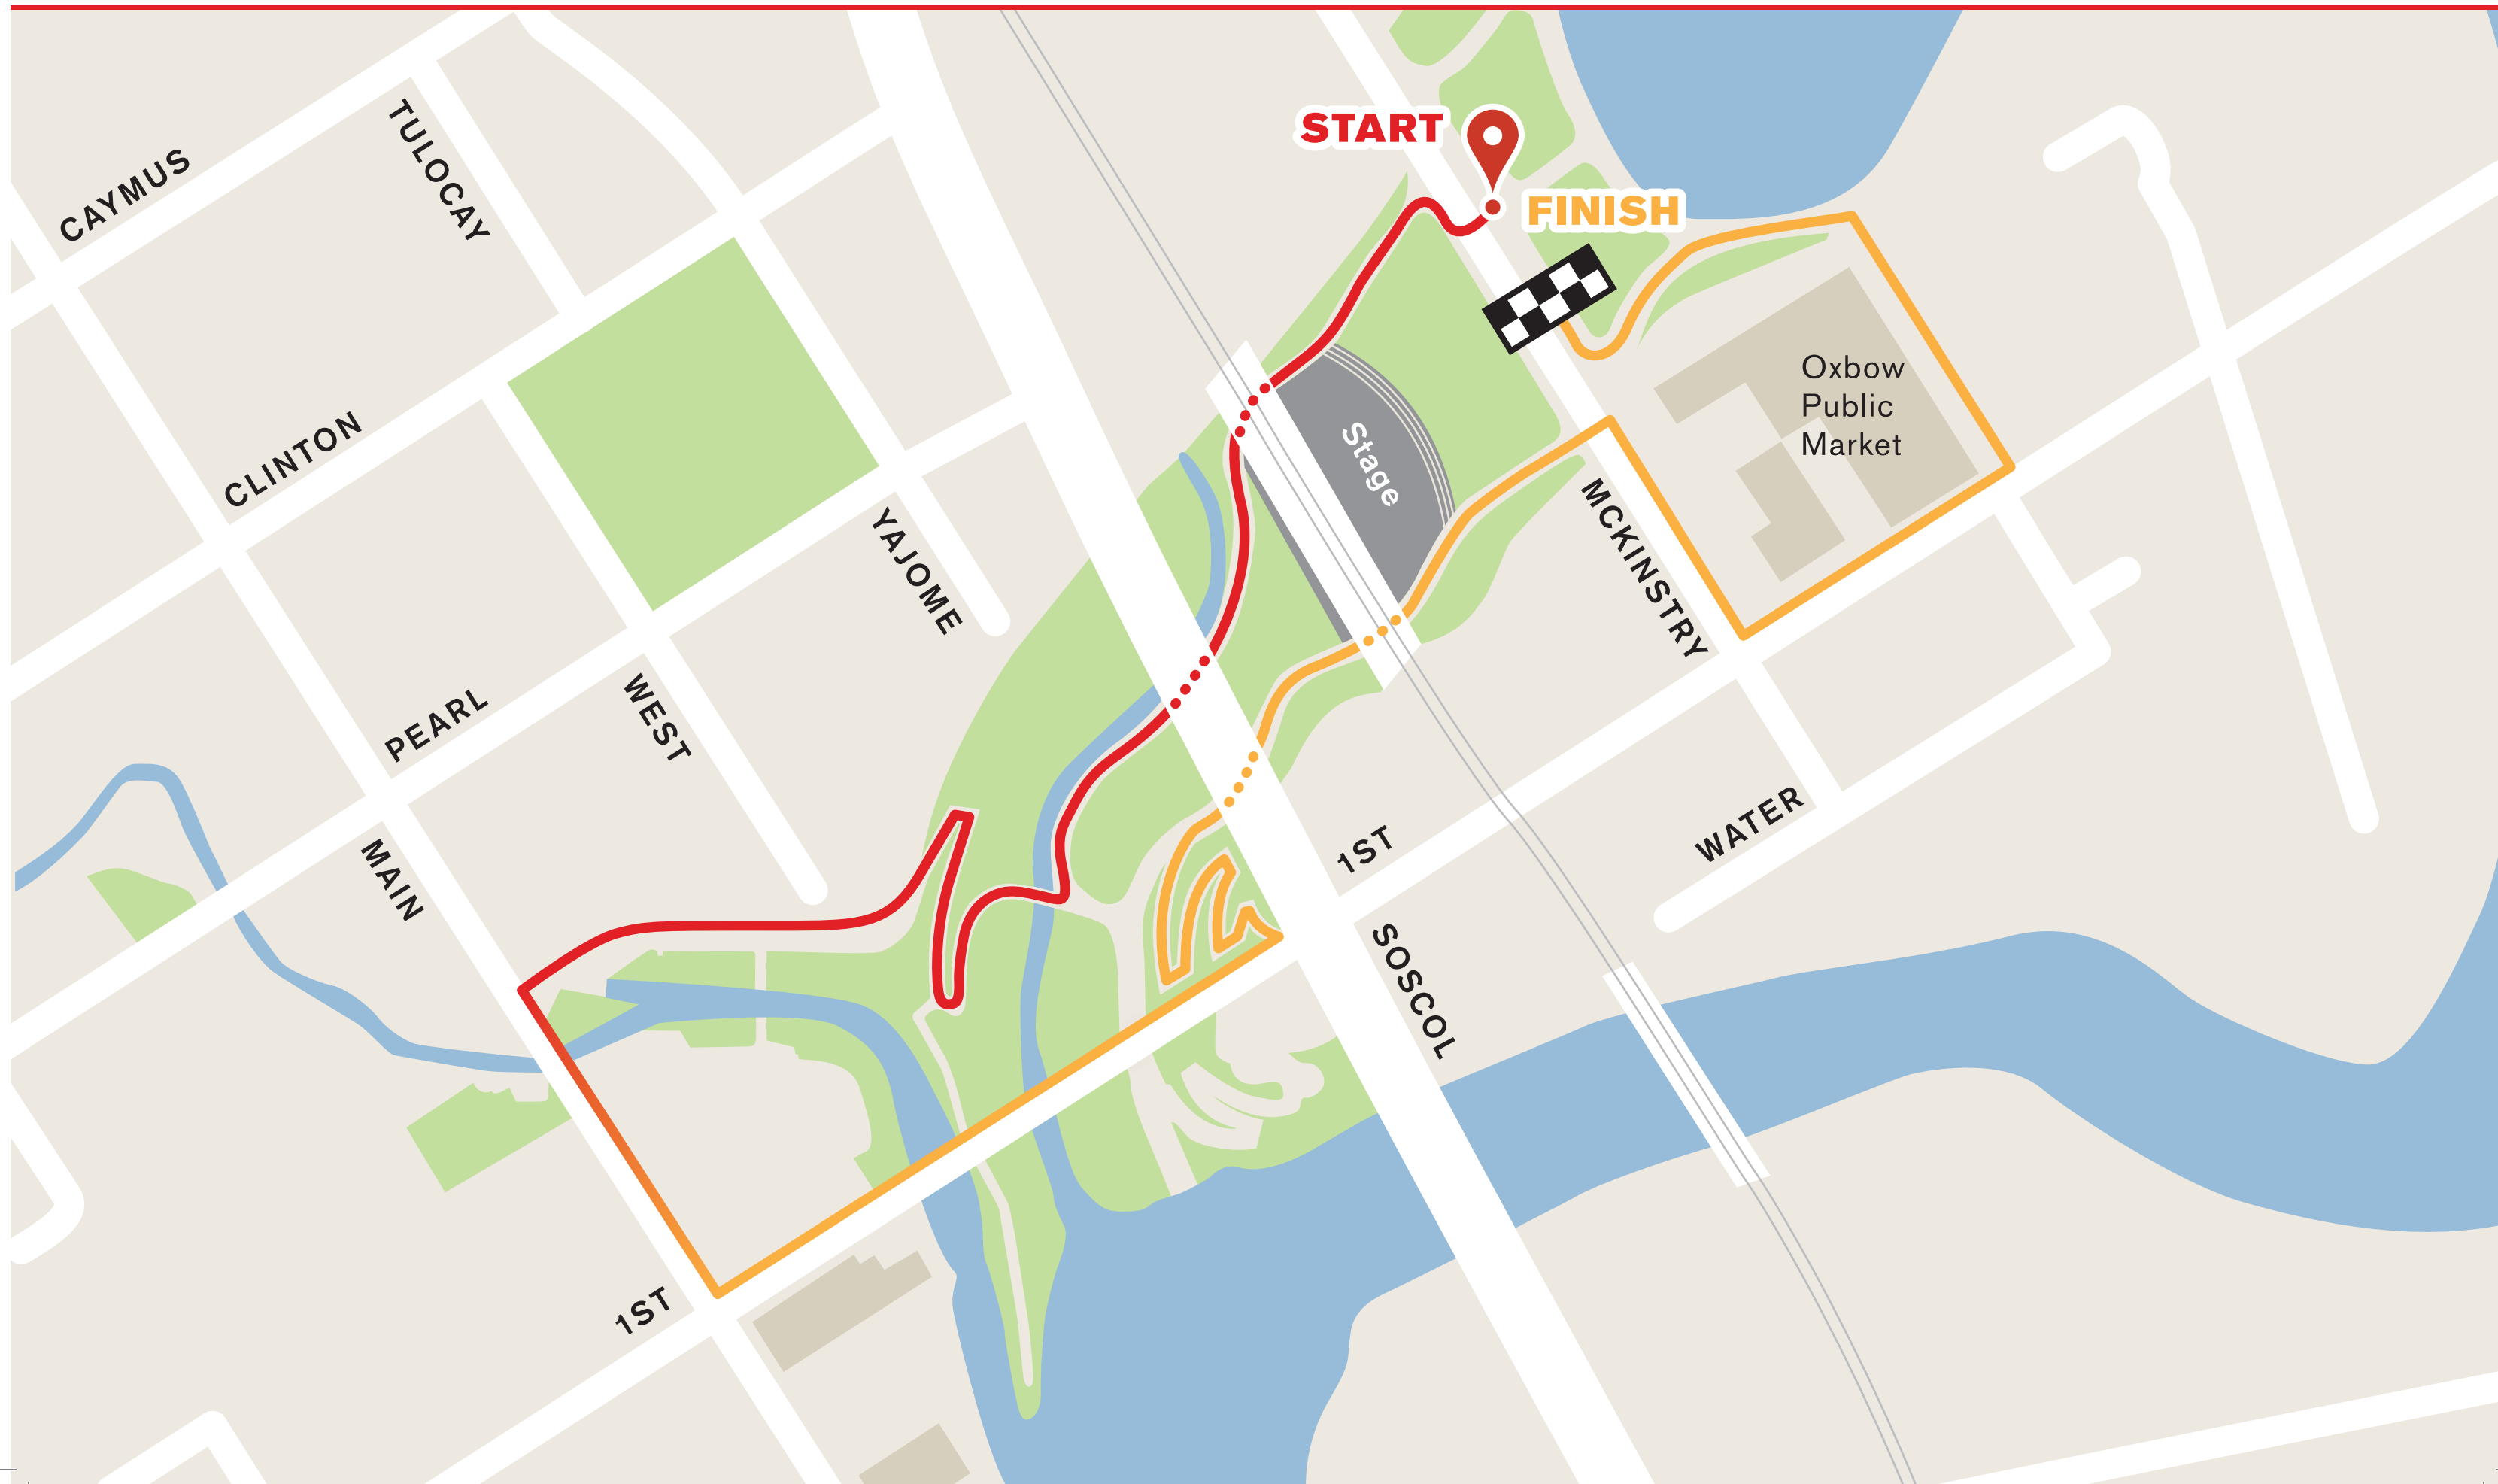 START
FINISH
TULOCAY
CAYMUS
CLINTON
Oxbow
Public
Market
Stage
MCKINSTRY
YAJOME
PEARL
WEST
WATER
MAIN
1ST
SOSCOL
1ST